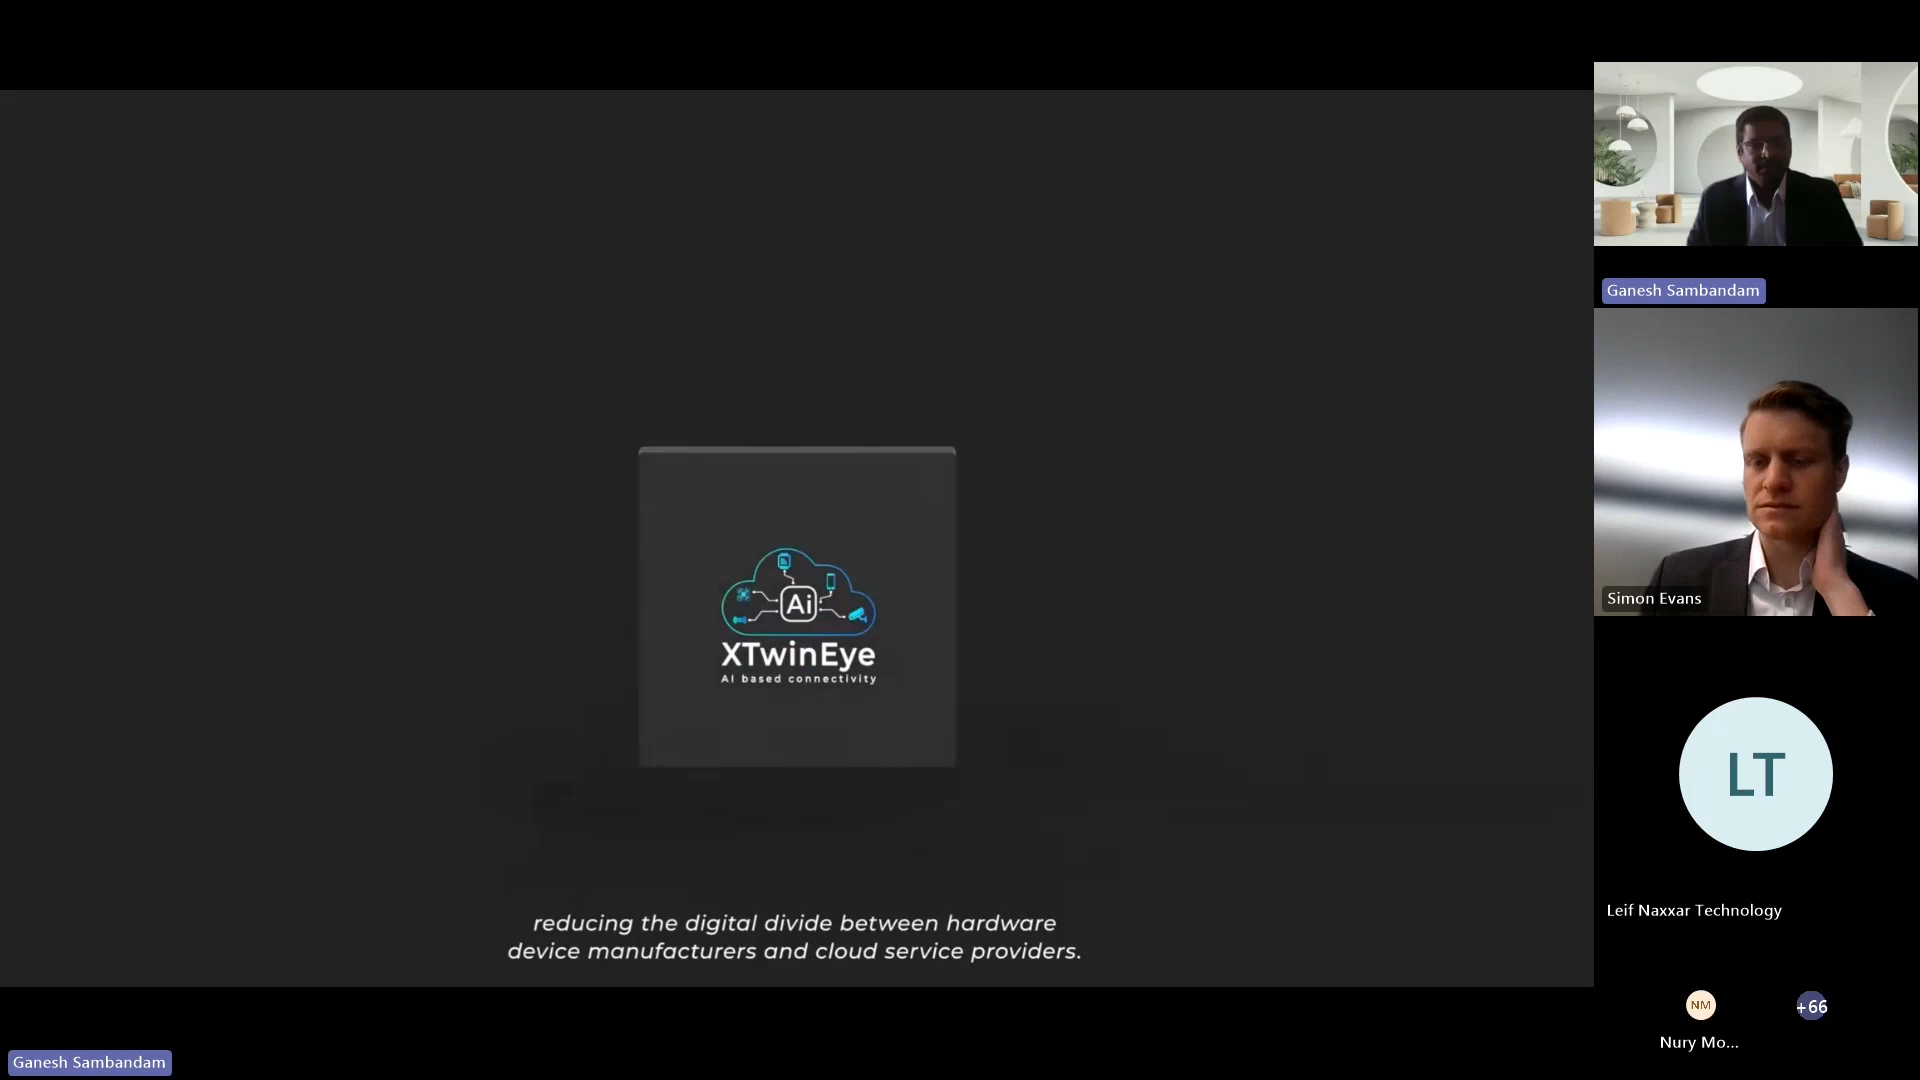 Ai
XTwinEye
AI based connectivity
reducing the digital divide between hardware
device manufacturers and cloud service providers.
Ganesh Sambandam
Ganesh Sambandam
Simon Evans
LT
Leif Naxxar Technology
NM
+66
Nury Mo...